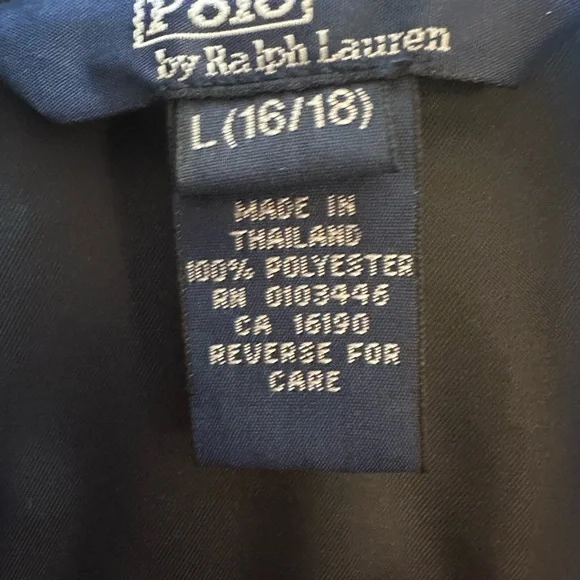 Polo
by Ralph Lauren
L (16/18)
MADE IN
THAILAND
100% POLYESTER
RN 0103446
CA 16190
REVERSE FOR
CARE